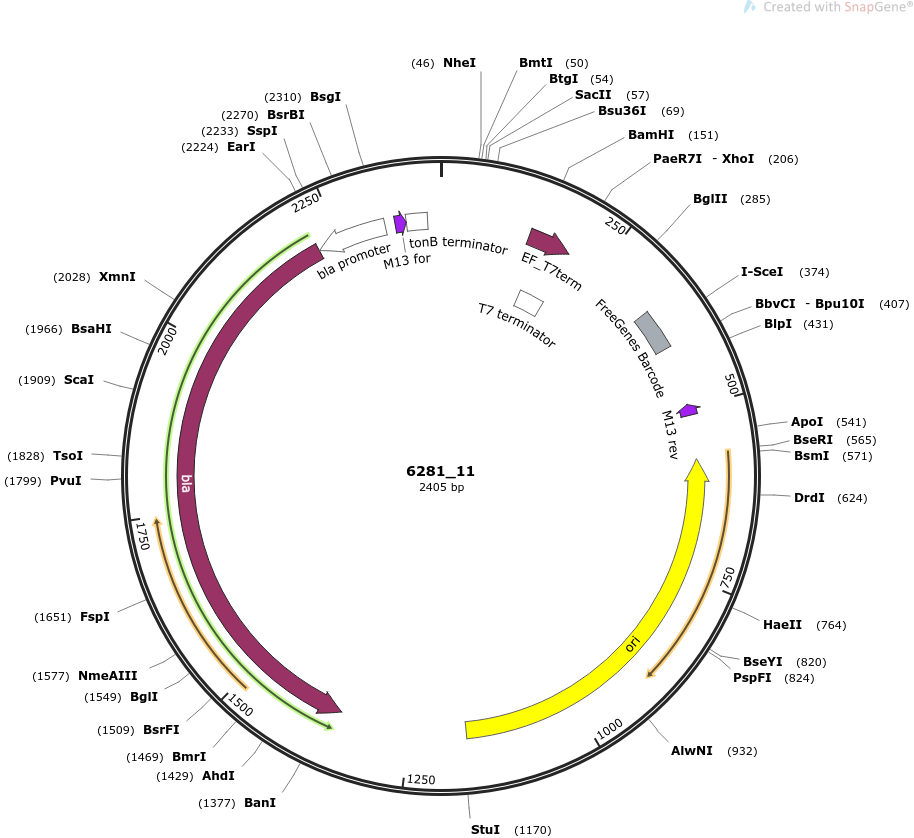 Created with SnapGene®
(46) NheI
BmtI (50)
BtgI (54)
SacII (57)
Bsu36I (69)
BamHI (151)
PaeR7I - XhoI (206)
BglII (285)
I-SceI (374)
BbvCI - Bpu10I (407)
BlpI (431)
ApoI (541)
BseRI (565)
BsmI (571)
DrdI (624)
HaeII (764)
BseYI (820)
PspFI (824)
AlwNI (932)
StuI (1170)
(1377) BanI
(1429) AhdI
(1469) BmrI
(1509) BsrFI
(1549) BglI
(1577) NmeAIII
(1651) FspI
(1799) PvuI
(1828) TsoI
(1909) ScaI
(1966) BsaHI
(2028) XmnI
(2224) EarI
(2233) SspI
(2270) BsrBI
(2310) BsgI
250
500
750
1000
1250
1500
1750
2000
2250
bla promoter
M13 for
tonB terminator
EF_T7term
T7 terminator
FreeGenes Barcode
M13 rev
ori
bla
6281_11
2405 bp